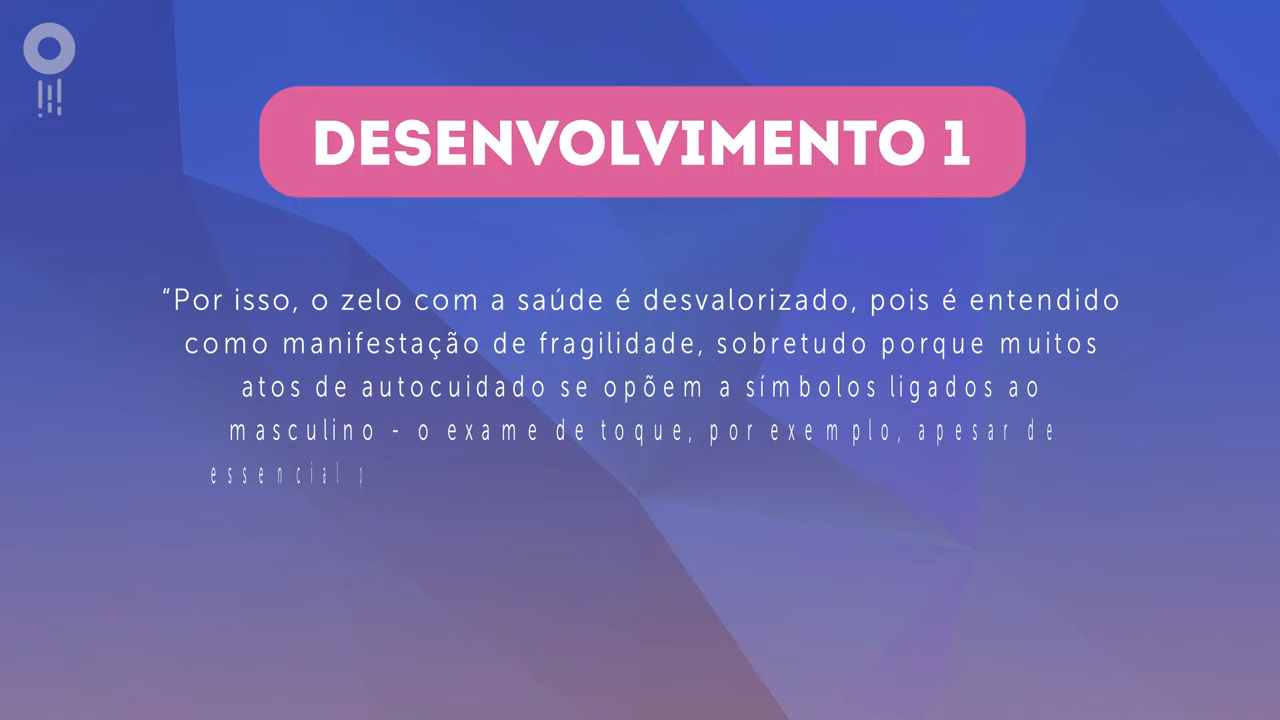 DESENVOLVIMENTO 1
“Por isso, o zelo com a saúde é desvalorizado, pois é entendido
como manifestação de fragilidade, sobretudo porque muitos
atos de autocuidado se opõem a símbolos ligados ao
masculino - o exame de toque, por exemplo, apesar de
essencial p